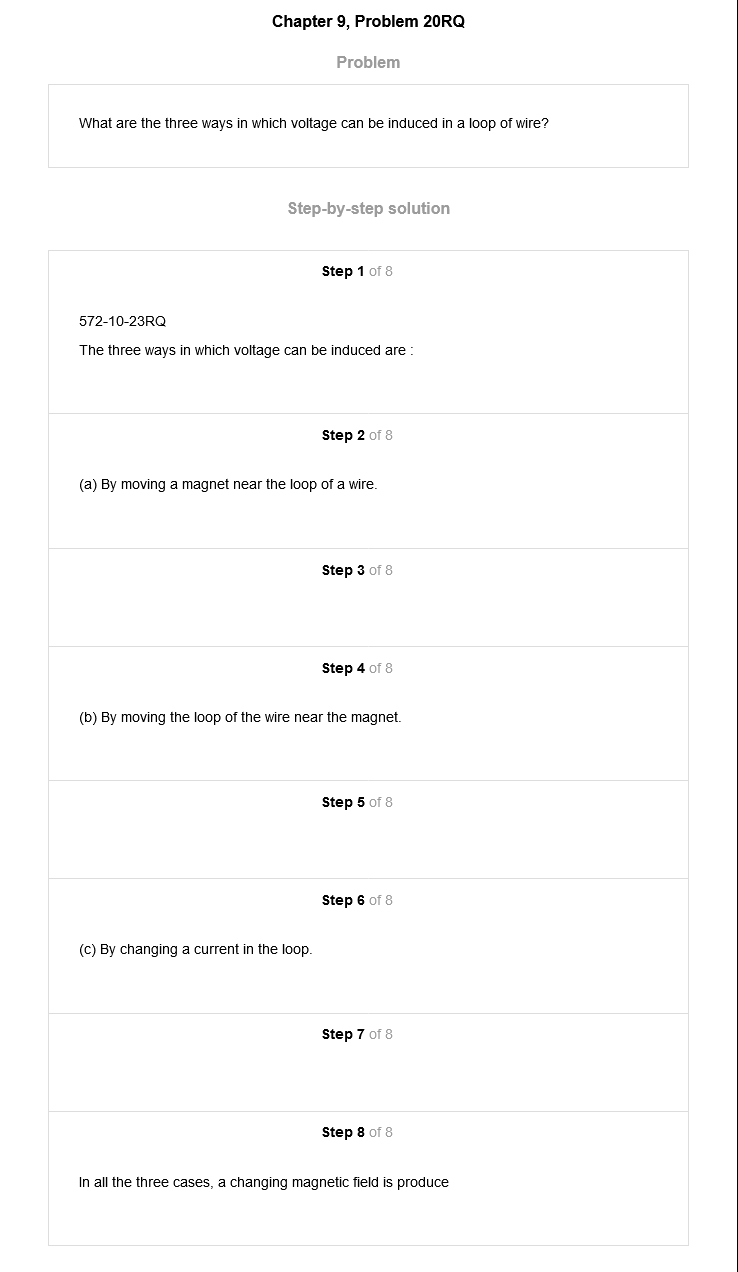 Chapter 9, Problem 20RQ
Problem
What are the three ways in which voltage can be induced in a loop of wire?
Step-by-step solution
Step 1 of 8
572-10-23RQ
The three ways in which voltage can be induced are :
Step 2 of 8
(a) By moving a magnet near the loop of a wire.
Step 3 of 8
Step 4 of 8
(b) By moving the loop of the wire near the magnet.
Step 5 of 8
Step 6 of 8
(c) By changing a current in the loop.
Step 7 of 8
Step 8 of 8
In all the three cases, a changing magnetic field is produce